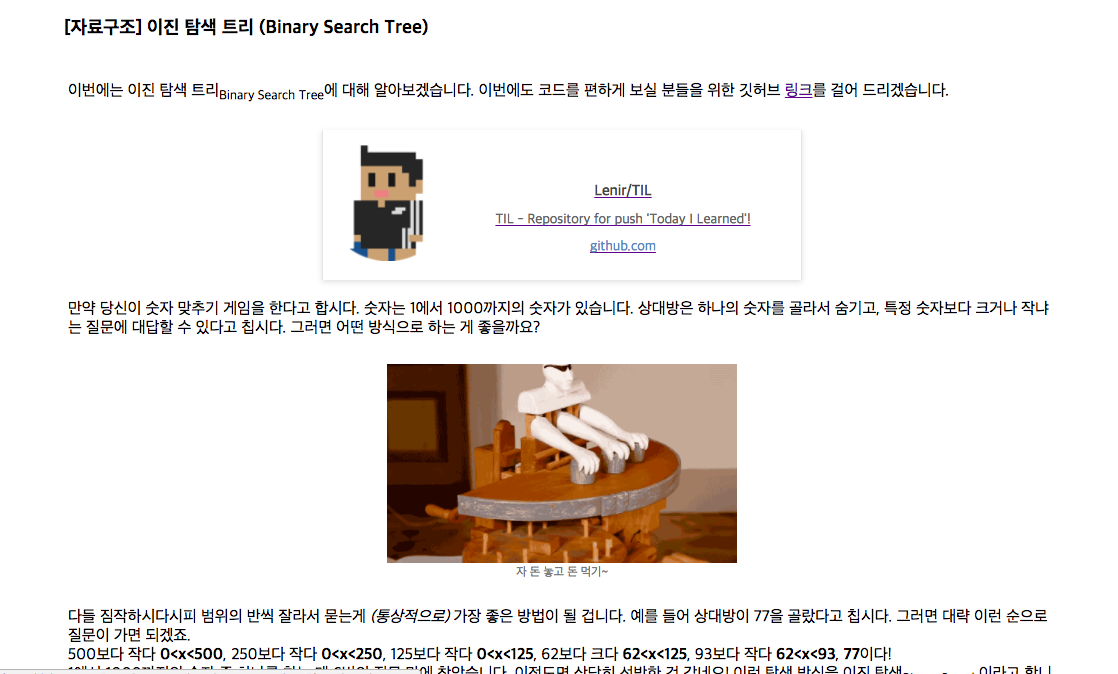 [자료구조] 이진 탐색 트리 (Binary Search Tree)
이번에는 이진 탐색 트리Binary Search Tree에 대해 알아보겠습니다. 이번에도 코드를 편하게 보실 분들을 위한 깃허브 링크를 걸어 드리겠습니다.
Lenir/TIL
TIL - Repository for push 'Today I Learned'!
github.com
만약 당신이 숫자 맞추기 게임을 한다고 합시다. 숫자는 1에서 1000까지의 숫자가 있습니다. 상대방은 하나의 숫자를 골라서 숨기고, 특정 숫자보다 크거나 작냐
는 질문에 대답할 수 있다고 칩시다. 그러면 어떤 방식으로 하는 게 좋을까요?
자 돈 놓고 돈 먹기~
다들 짐작하시다시피 범위의 반씩 잘라서 묻는게 (통상적으로) 가장 좋은 방법이 될 겁니다. 예를 들어 상대방이 77을 골랐다고 칩시다. 그러면 대략 이런 순으로
질문이 가면 되겠죠.
500보다 작다 0<x<500, 250보다 작다 0<x<250, 125보다 작다 0<x<125, 62보다 크다 62<x<125, 93보다 작다 62<x<93, 77이다!